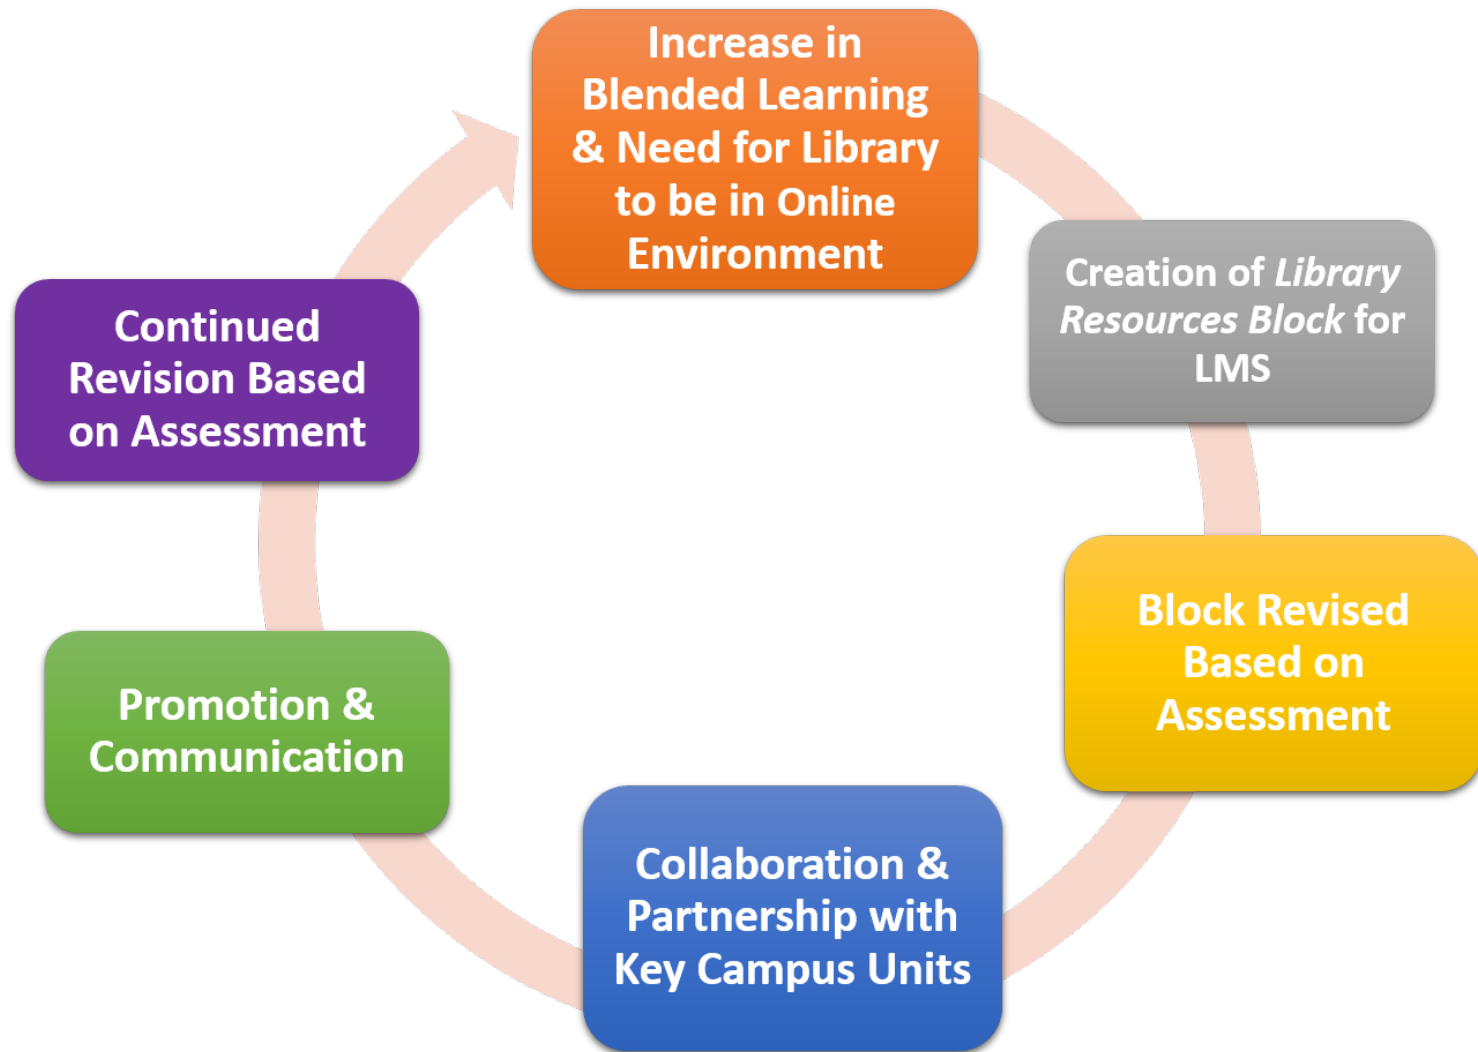 Increase in
Blended Learning
& Need for Library
to be in Online
Environment
Creation of Library
Resources Block for
LMS
Block Revised
Based on
Assessment
Collaboration &
Partnership with
Key Campus Units
Promotion &
Communication
Continued
Revision Based
on Assessment